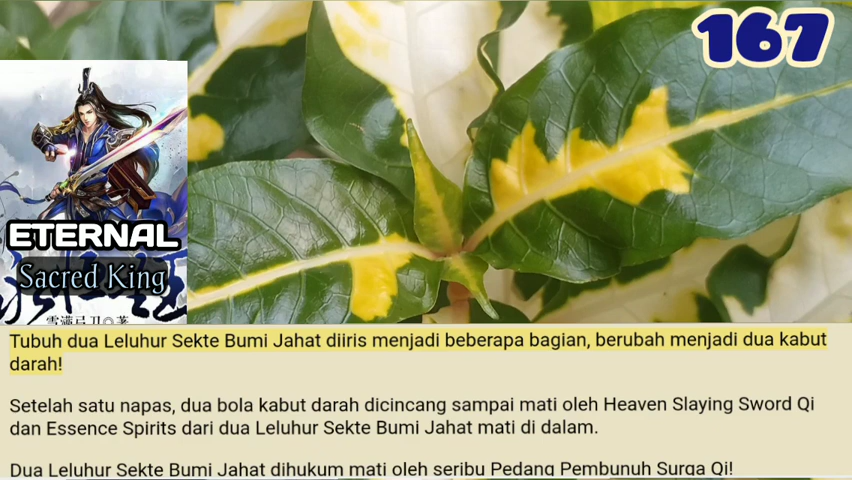 167
ETERNAL
Sacred King
Tubuh dua Leluhur Sekte Bumi Jahat diiris menjadi beberapa bagian, berubah menjadi dua kabut
darah!
Setelah satu napas, dua bola kabut darah dicincang sampai mati oleh Heaven Slaying Sword Qi
dan Essence Spirits dari dua Leluhur Sekte Bumi Jahat mati di dalam.
Dua Leluhur Sekte Bumi Jahat dihukum mati oleh seribu Pedang Pembunuh Surga Qi!